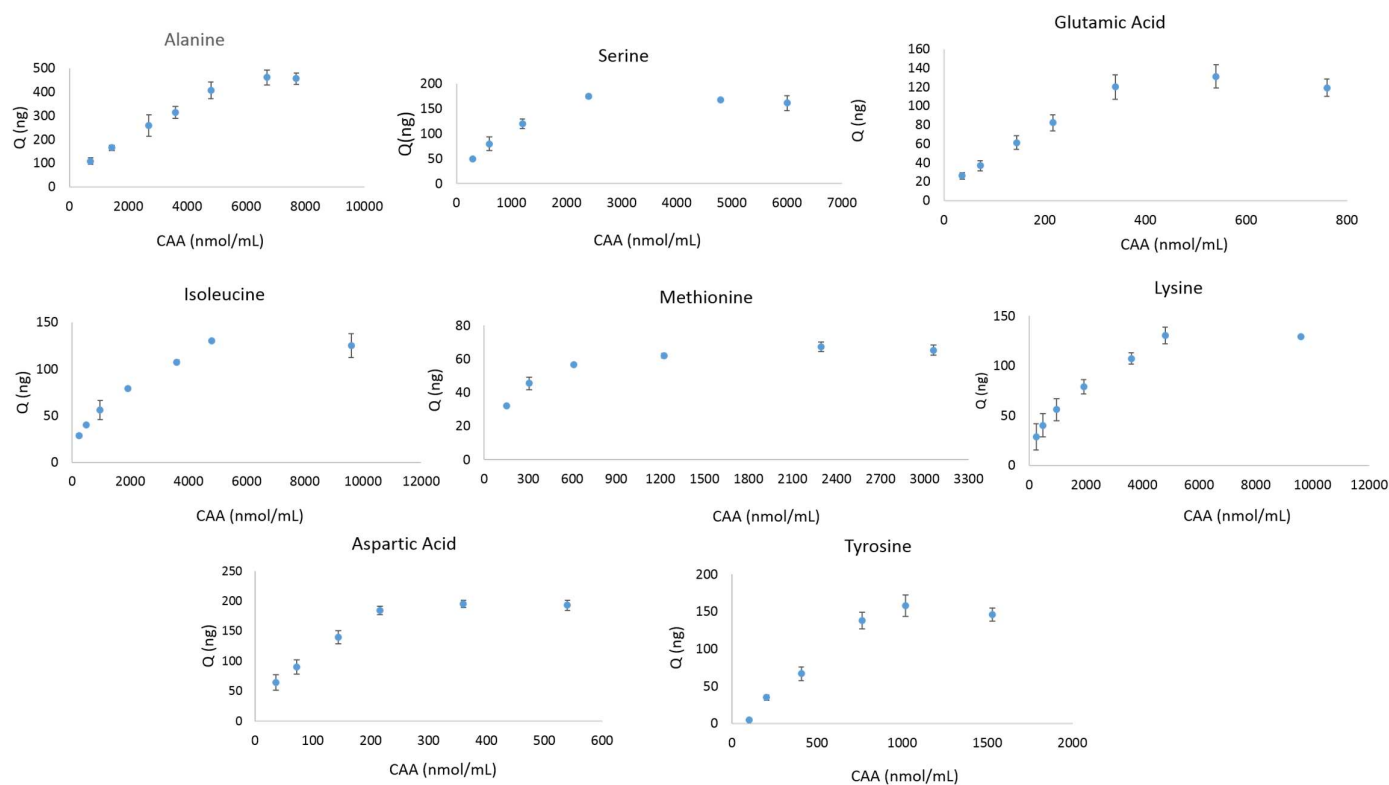 Alanine
Q (ng)
500
400
300
200
100
0
0 2000 4000 6000 8000 10000
CAA (nmol/mL)
Serine
Q(ng)
200
150
100
50
0
0 1000 2000 3000 4000 5000 6000 7000
CAA (nmol/mL)
Glutamic Acid
Q (ng)
160
140
120
100
80
60
40
20
0
0 200 400 600 800
CAA (nmol/mL)
Isoleucine
Q (ng)
150
100
50
0
0 2000 4000 6000 8000 10000 12000
CAA (nmol/mL)
Methionine
Q (ng)
80
60
40
20
0
0 300 600 900 1200 1500 1800 2100 2400 2700 3000 3300
CAA (nmol/mL)
Lysine
Q (ng)
150
100
50
0
0 2000 4000 6000 8000 10000 12000
CAA (nmol/mL)
Aspartic Acid
Q (ng)
250
200
150
100
50
0
0 100 200 300 400 500 600
CAA (nmol/mL)
Tyrosine
Q (ng)
200
150
100
50
0
0 500 1000 1500 2000
CAA (nmol/mL)